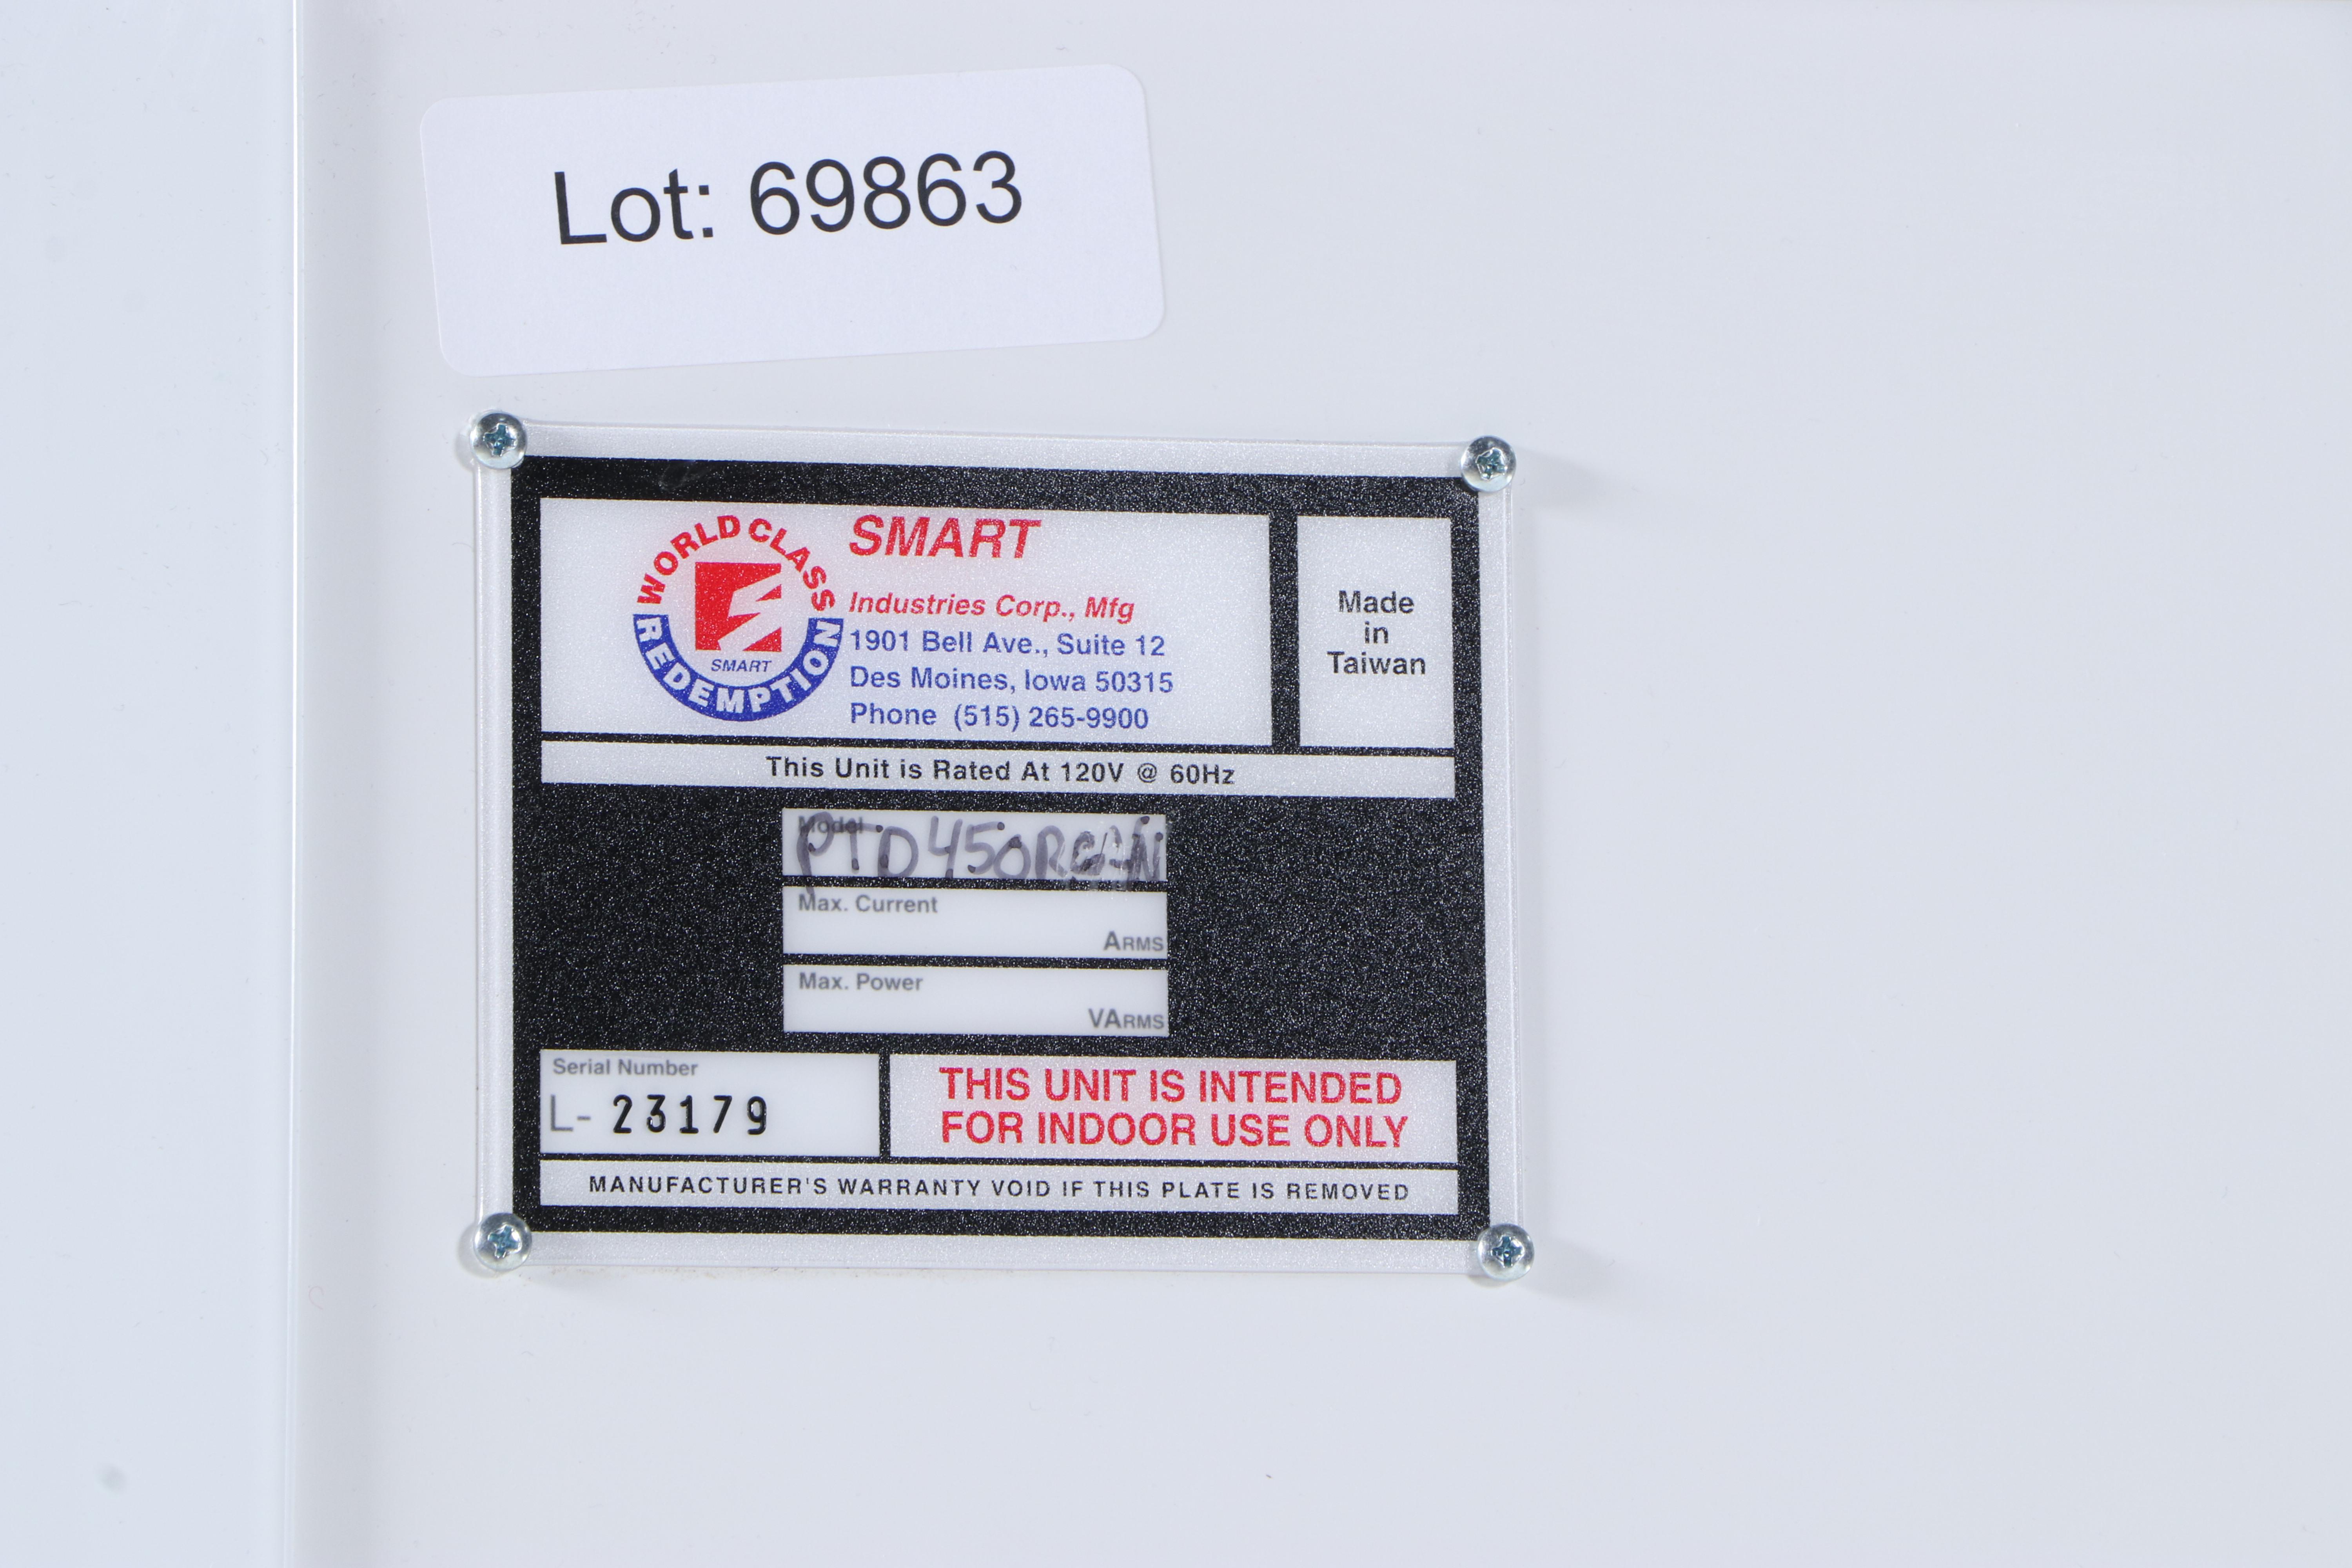 Lot: 69863
WORLD CLASS
REDEMPTION
SMART
SMART
Industries Corp., Mfg
1901 Bell Ave., Suite 12
Des Moines, Iowa 50315
Phone (515) 265-9900
Made
in
Taiwan
This Unit is Rated At 120V @ 60Hz
Model
Max. Current
ARMS
Max. Power
VARMS
Serial Number
L- 23179
THIS UNIT IS INTENDED
FOR INDOOR USE ONLY
MANUFACTURER'S WARRANTY VOID IF THIS PLATE IS REMOVED